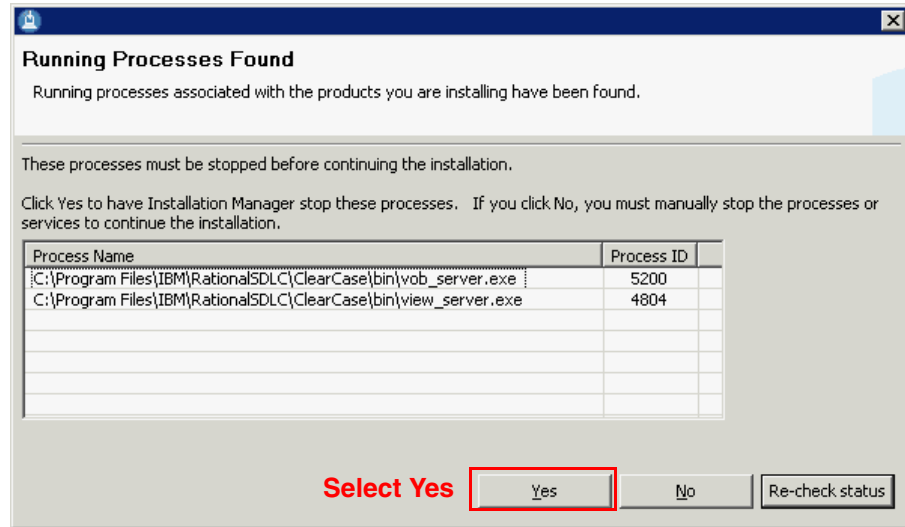 Running Processes Found
Running processes associated with the products you are installing have been found.
These processes must be stopped before continuing the installation.
Click Yes to have Installation Manager stop these processes. If you click No, you must manually stop the processes or
services to continue the installation.
Process Name Process ID
C:\Program Files\IBM\RationalSDLC\ClearCase\bin\vob_server.exe 5200
C:\Program Files\IBM\RationalSDLC\ClearCase\bin\view_server.exe 4804
Select Yes Yes No Re-check status